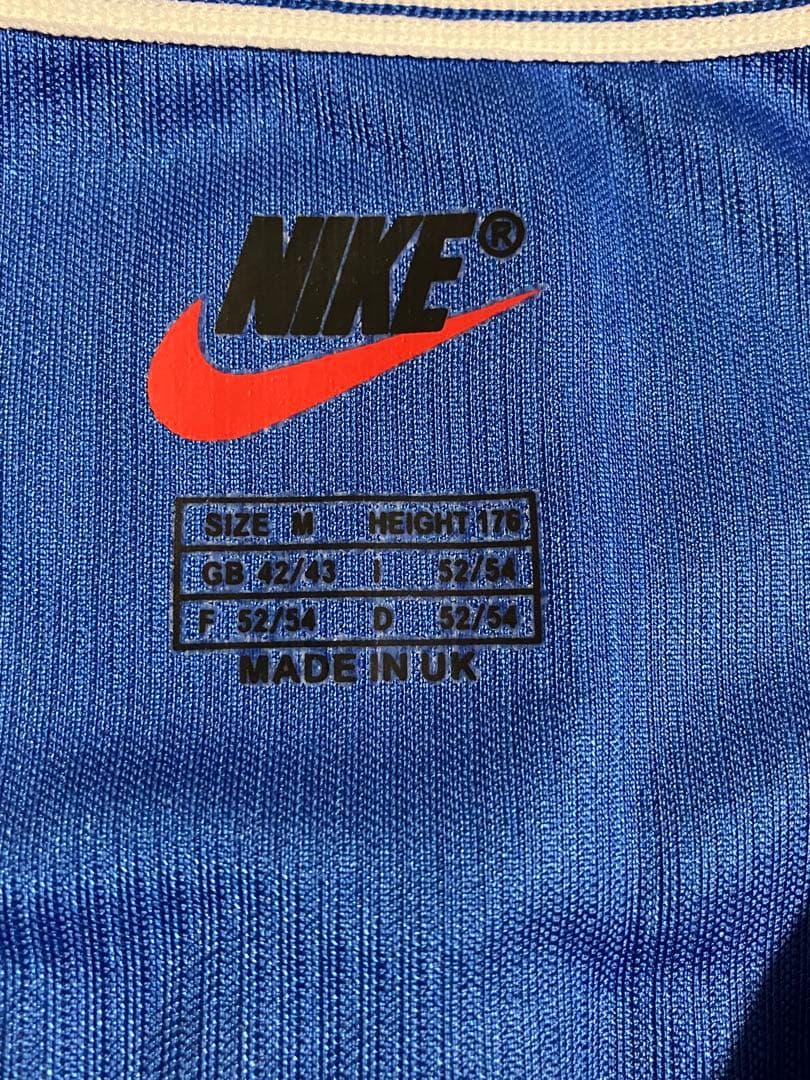 NIKE®
SIZE M HEIGHT 176
GB 42/43 I 52/54
F 52/54 D 52/54
MADE IN UK